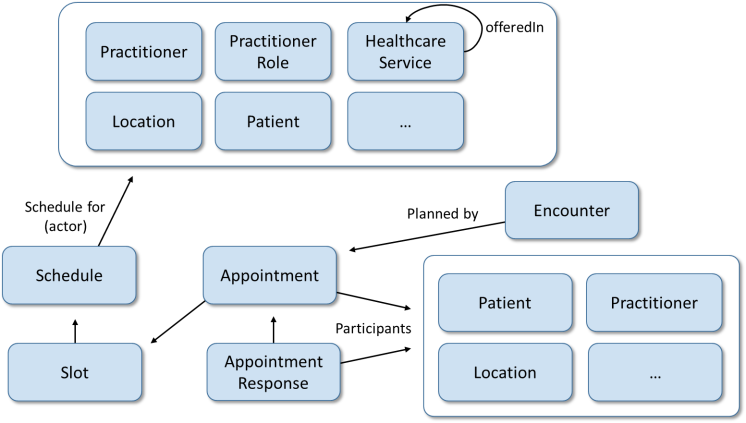 Practitioner
Practitioner
Role
Healthcare
Service
offeredIn
Location
Patient
...
Schedule for
(actor)
Planned by
Encounter
Schedule
Appointment
Patient
Practitioner
Participants
Slot
Appointment
Response
Location
...